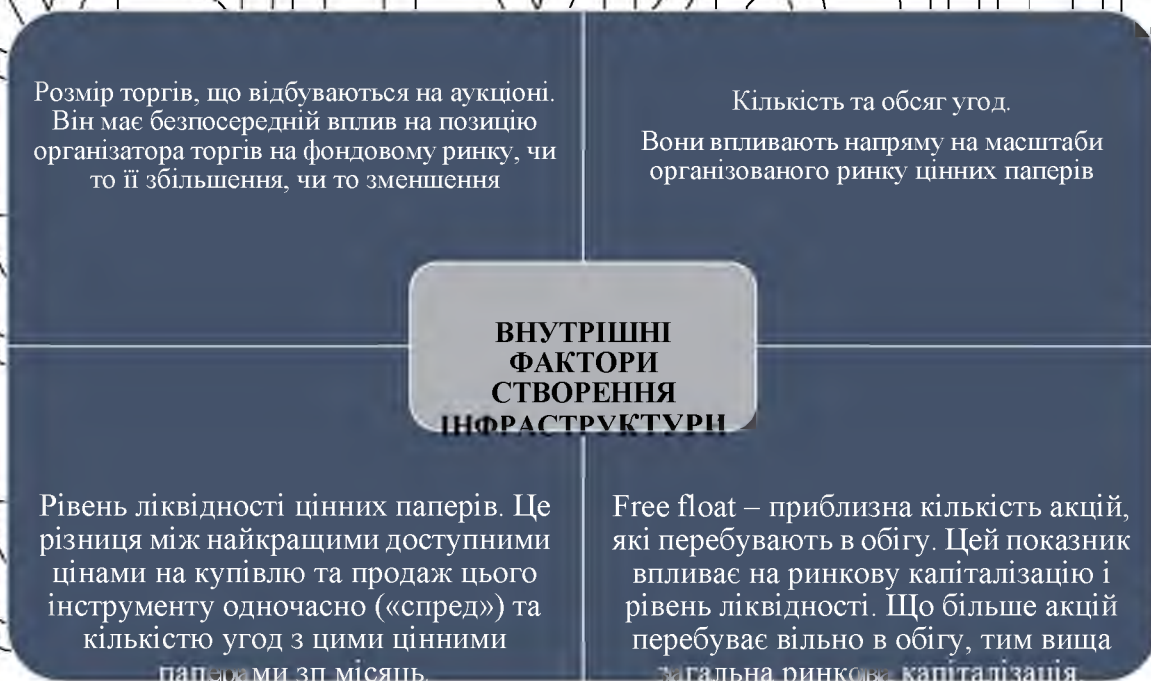 Розмір торгів, що відбуваються на аукціоні.
Він має безпосередній вплив на позицію
організатора торгів на фондовому ринку, чи
то її збільшення, чи то зменшення
Кількість та обсяг угод.
Вони впливають напряму на масштаби
організованого ринку цінних паперів
ВНУТРІШНІ
ФАКТОРИ
СТВОРЕННЯ
ІНФРАСТРУКТУРИ
Рівень ліквідності цінних паперів. Це
різниця між найкращими доступними
цінами на купівлю та продаж цього
інструменту одночасно («спред») та
кількістю угод з цими цінними
паперами зп місяць.
Free float – приблизна кількість акцій,
які перебувають в обігу. Цей показник
впливає на ринкову капіталізацію і
рівень ліквідності. Що більше акцій
перебуває вільно в обігу, тим вища
загальна ринкова капіталізація.